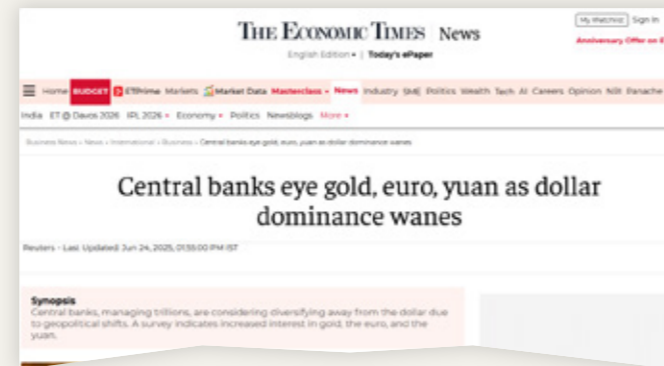 THE ECONOMIC TIMES News
My Watchlist Sign In
English Edition | Today's ePaper
Anniversary Offer on E
Home BUDGET ETPrime Markets Market Data Masterclass News Industry SME Politics Wealth Tech AI Careers Opinion NRI Panache
India ET @ Davos 2026 IPL 2026 Economy Politics Newsblogs More
Business News › News › International › Business › Central banks eye gold, euro, yuan as dollar dominance wanes
Central banks eye gold, euro, yuan as dollar
dominance wanes
Reuters - Last Updated: Jun 24, 2025, 01:55:00 PM IST
Synopsis
Central banks, managing trillions, are considering diversifying away from the dollar due
to geopolitical shifts. A survey indicates increased interest in gold, the euro, and the
yuan.